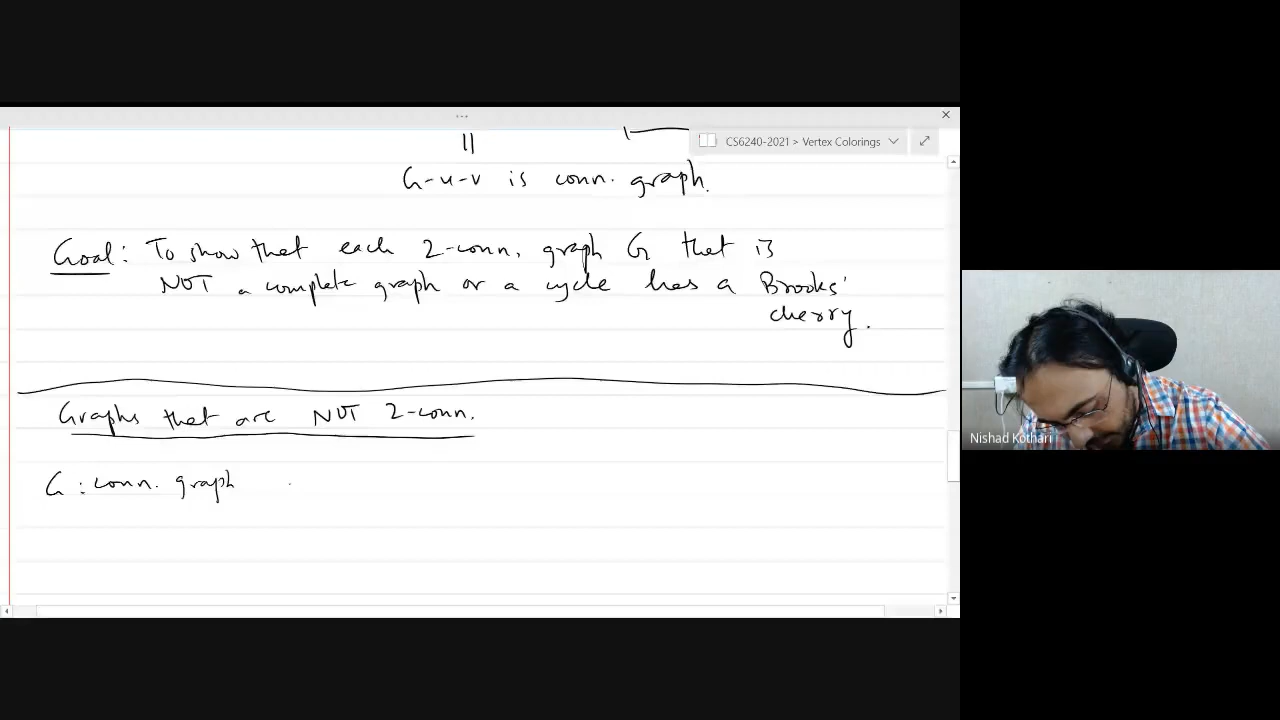 CS6240-2021 > Vertex Colorings
G-u-v is conn. graph.
Goal: To show that each 2-conn. graph G that is
NOT a complete graph or a cycle has a Brooks'
cherry.
Graphs that are NOT 2-conn.
G: conn. graph
Nishad Kothari